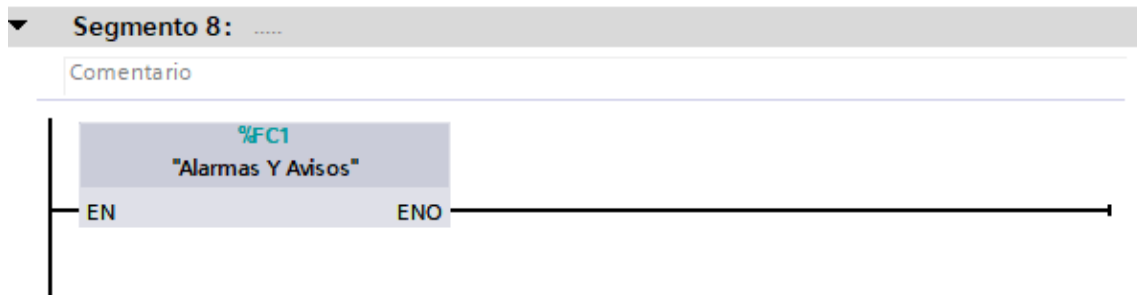 Segmento 8: .....
Comentario
%FC1
"Alarmas Y Avisos"
EN ENO